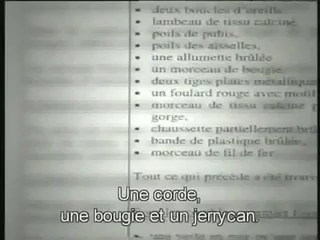 deux boucles d'oreille
lambeau de tissu calciné
poils de pubis,
poils des aisselles,
une allumette brûlée
un morceau de bougie,
deux tiges plates métalliques
un foulard rouge avec motif
morceau de tissu calciné
gorge,
chaussette partiellement
bande de plastique brûlée,
morceau de fil de fer
Tout ce qui précède a été
Une corde,
une bougie et un jerrycan.